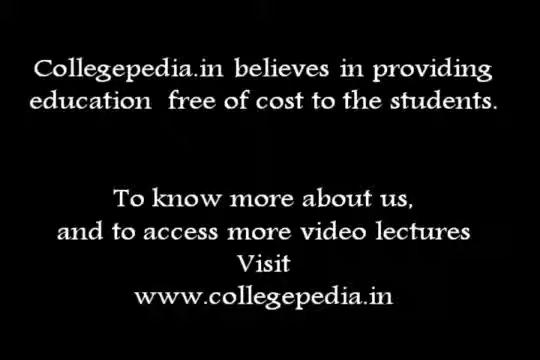 Collegepedia.in believes in providing
education free of cost to the students.
To know more about us,
and to access more video lectures
Visit
www.collegepedia.in